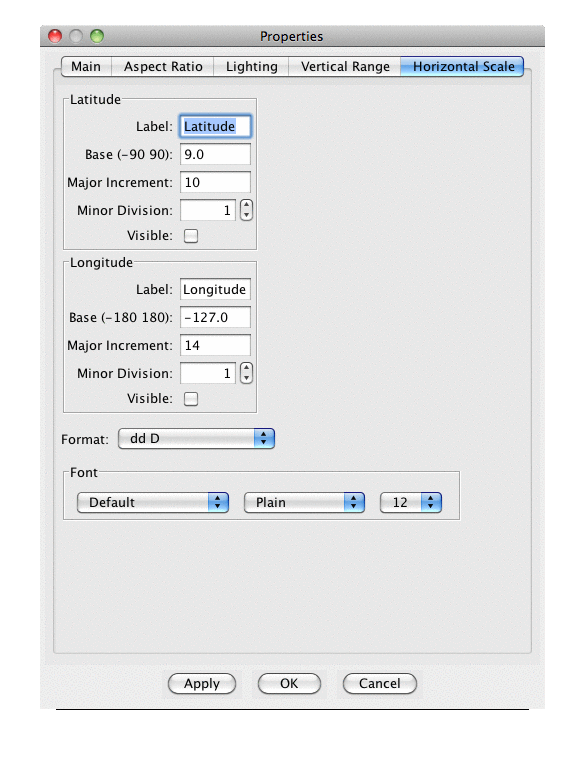 Properties
Main Aspect Ratio Lighting Vertical Range Horizontal Scale
Latitude
Label: Latitude
Base (-90 90): 9.0
Major Increment: 10
Minor Division: 1
Visible:
Longitude
Label: Longitude
Base (-180 180): -127.0
Major Increment: 14
Minor Division: 1
Visible:
Format: dd D
Font
Default Plain 12
Apply OK Cancel